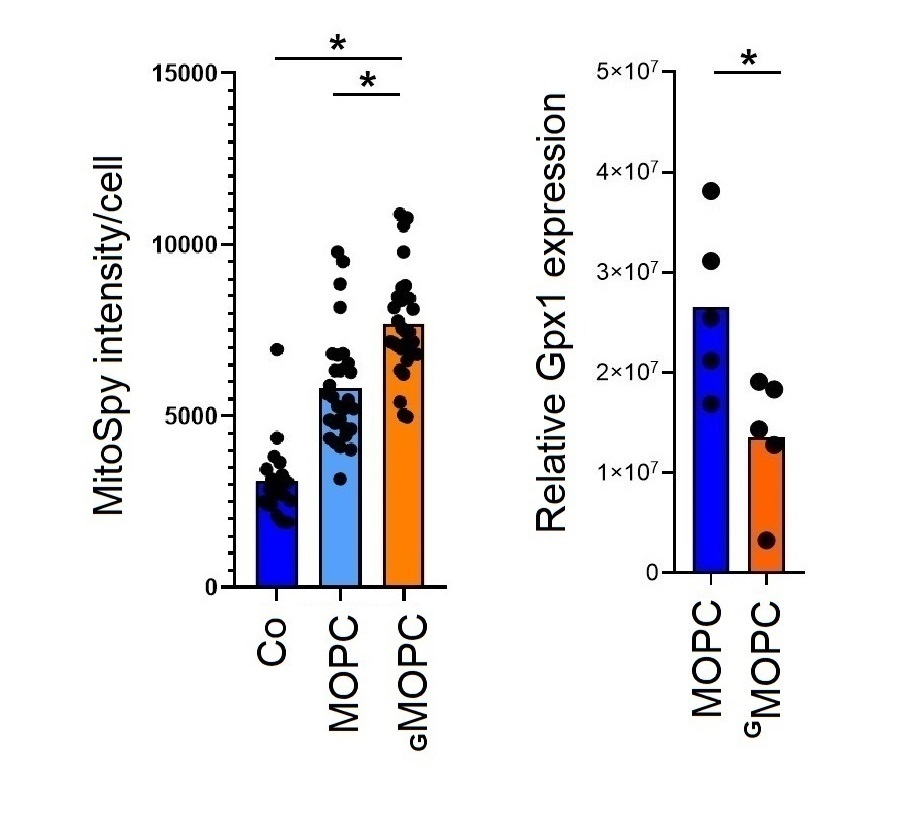 *
*
15000
10000
5000
0
MitoSpy intensity/cell
Co
MOPC
GMOPC
*
5×10⁷
4×10⁷
3×10⁷
2×10⁷
1×10⁷
0
Relative Gpx1 expression
MOPC
GMOPC